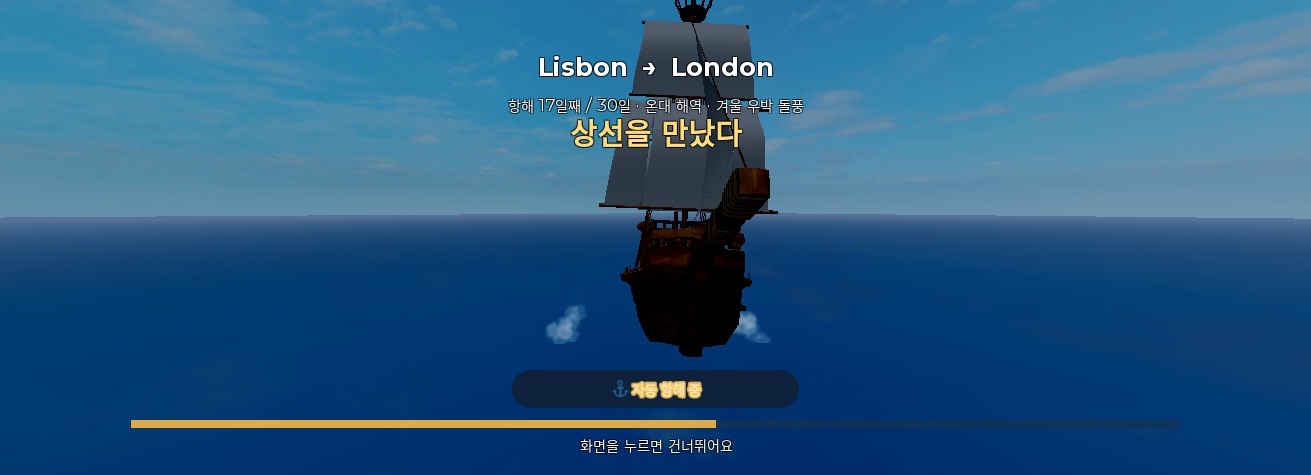 Lisbon → London
항해 17일째 / 30일 · 온대 해역 · 겨울 우박 돌풍
상선을 만났다
⚓ 자동 항해 중
화면을 누르면 건너뛰어요